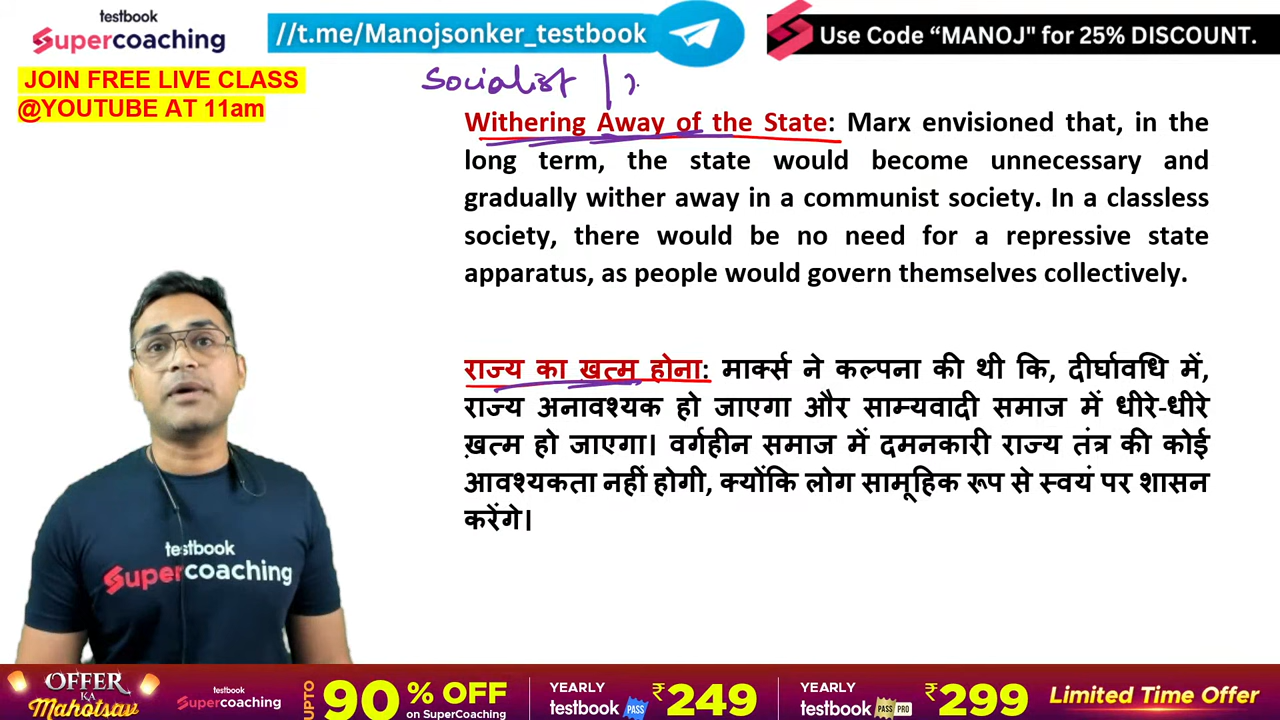 testbook
Supercoaching
//t.me/Manojsonker_testbook
Use Code “MANOJ" for 25% DISCOUNT.
JOIN FREE LIVE CLASS
@YOUTUBE AT 11am
Socialist |
Withering Away of the State: Marx envisioned that, in the
long term, the state would become unnecessary and
gradually wither away in a communist society. In a classless
society, there would be no need for a repressive state
apparatus, as people would govern themselves collectively.
राज्य का खत्म होना: मार्क्स ने कल्पना की थी कि, दीर्घावधि में,
राज्य अनावश्यक हो जाएगा और साम्यवादी समाज में धीरे-धीरे
ख़त्म हो जाएगा। वर्गहीन समाज में दमनकारी राज्य तंत्र की कोई
आवश्यकता नहीं होगी, क्योंकि लोग सामूहिक रूप से स्वयं पर शासन
करेंगे।
testbook
Supercoaching
OFFER
KA
Mahotsav
testbook
Supercoaching
UPTO
90% OFF
on SuperCoaching
YEARLY
testbook PASS
₹249
YEARLY
testbook PASS PRO
₹299
Limited Time Offer